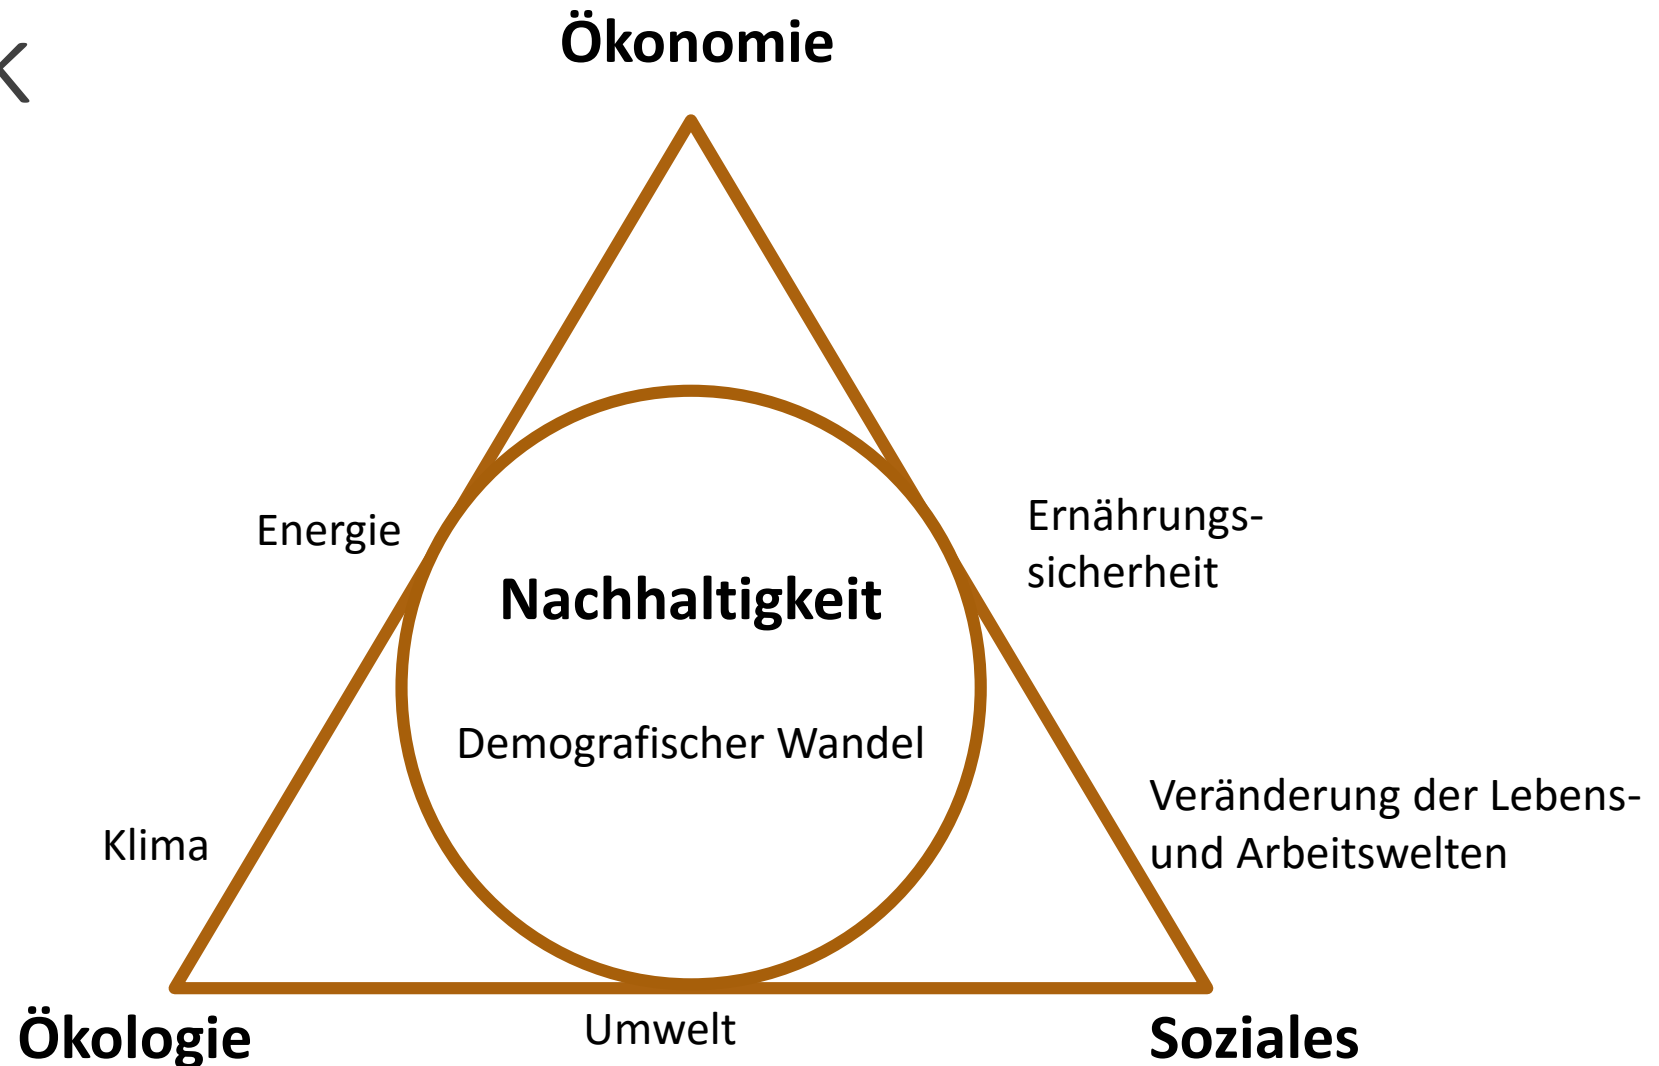 Ökonomie
Energie
Ernährungs-
sicherheit
Nachhaltigkeit
Demografischer Wandel
Klima
Veränderung der Lebens-
und Arbeitswelten
Ökologie
Umwelt
Soziales